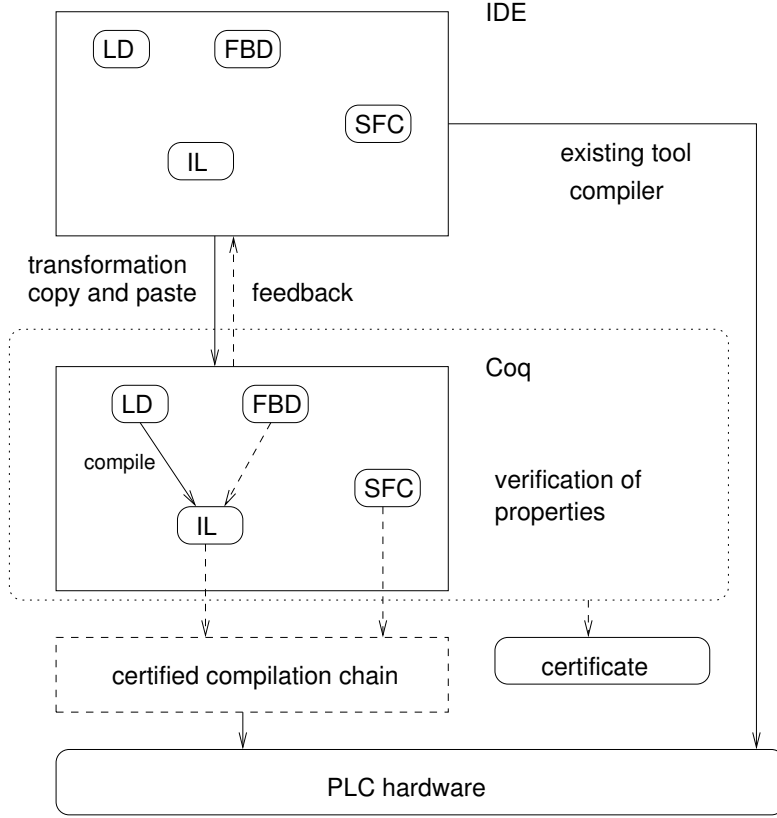 IDE
LD
FBD
SFC
IL
existing tool
compiler
transformation
copy and paste
feedback
Coq
LD
FBD
compile
SFC
verification of
properties
IL
certified compilation chain
certificate
PLC hardware